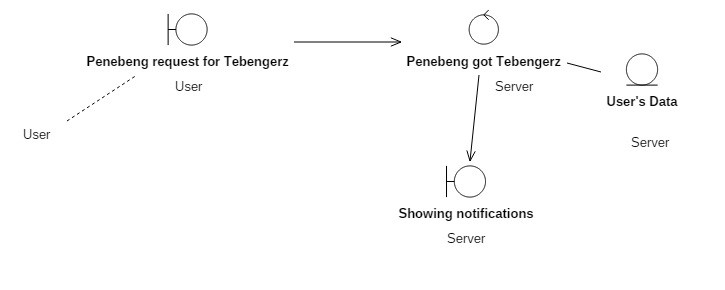 Penebeng request for Tebengerz
User
User
Penebeng got Tebengerz
Server
User's Data
Server
Showing notifications
Server